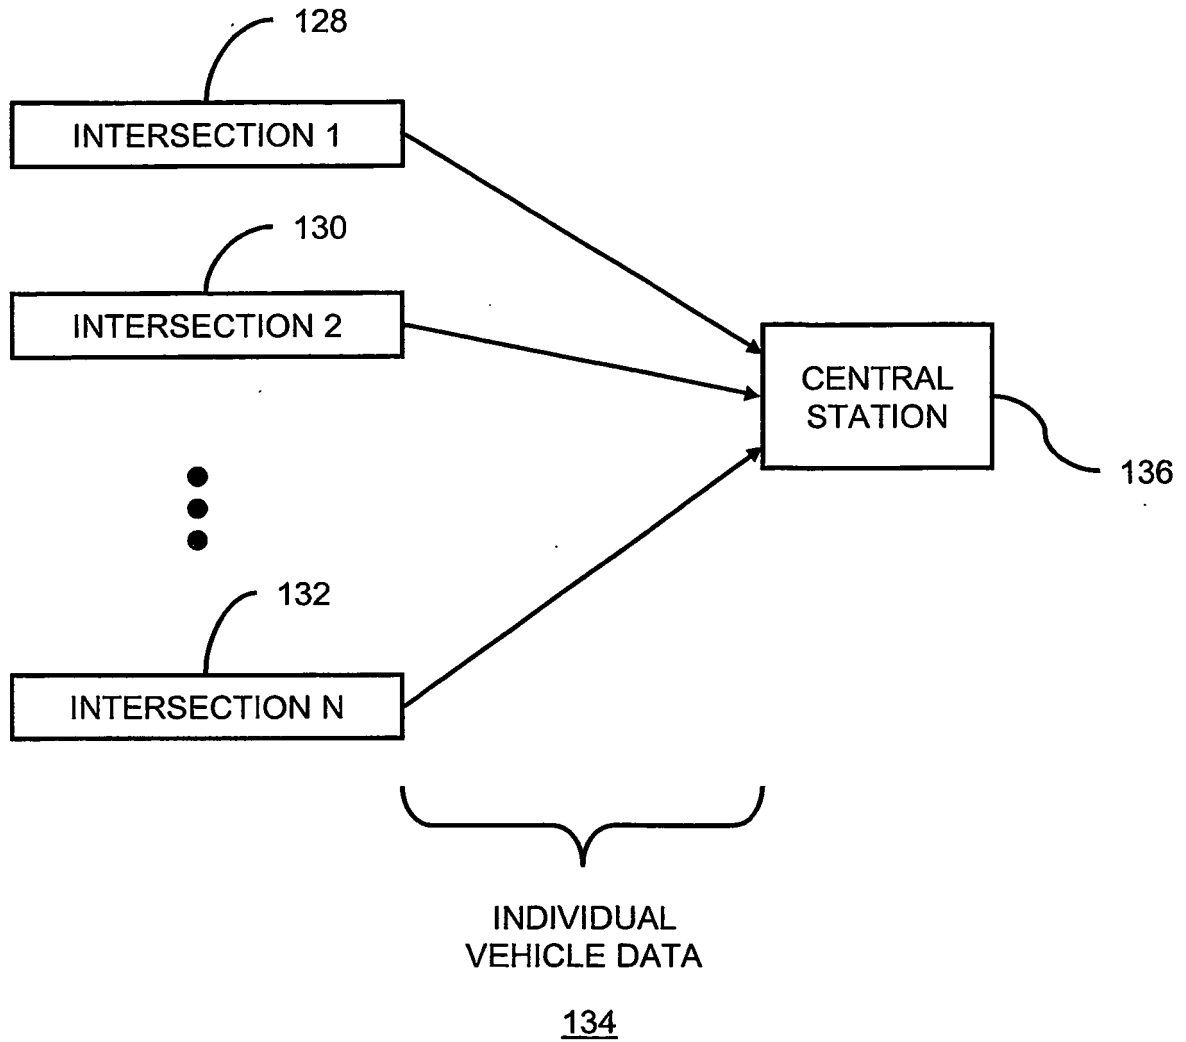 128
INTERSECTION 1
130
INTERSECTION 2
CENTRAL
STATION
136
132
INTERSECTION N
INDIVIDUAL
VEHICLE DATA
134